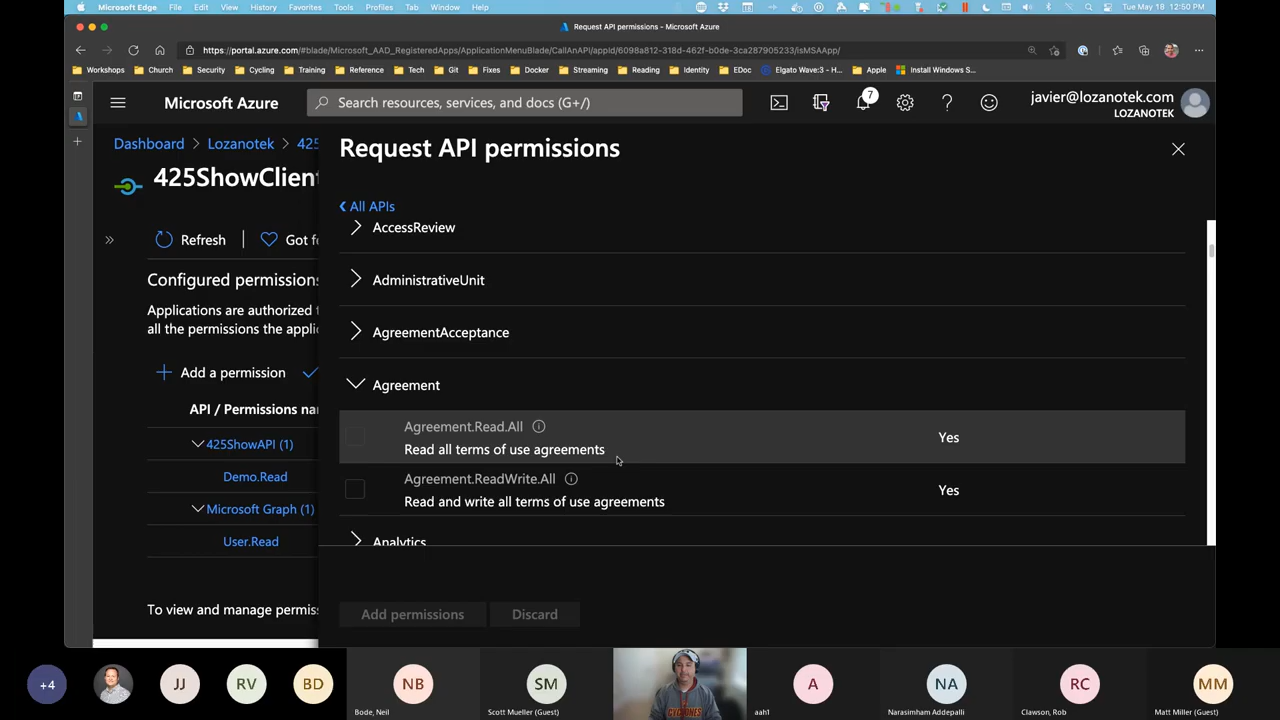 Microsoft Edge File Edit View History Favorites Tools Profiles Tab Window Help
Tue May 18 12:50 PM
Request API permissions - Microsoft Azure
https://portal.azure.com/#blade/Microsoft_AAD_RegisteredApps/ApplicationMenuBlade/CallAnAPI/appId/6098a812-318d-462f-b0de-3ca287905233/isMSAApp/
Workshops Church Security Cycling Training Reference Tech Git Fixes Docker Streaming Reading Identity EDoc Elgato Wave:3 - H... Apple Install Windows S...
Microsoft Azure
Search resources, services, and docs (G+/)
7
javier@lozanotek.com
LOZANOTEK
Dashboard > Lozanotek > 425
425ShowClien
Refresh
Got fe
Configured permissions
Applications are authorized t
all the permissions the applic
Add a permission
API / Permissions nar
425ShowAPI (1)
Demo.Read
Microsoft Graph (1)
User.Read
To view and manage permiss
Request API permissions
All APIs
AccessReview
AdministrativeUnit
AgreementAcceptance
Agreement
Agreement.Read.All
Read all terms of use agreements
Yes
Agreement.ReadWrite.All
Read and write all terms of use agreements
Yes
Analytics
Add permissions
Discard
+4
JJ
RV
BD
NB
Bode, Neil
SM
Scott Mueller (Guest)
CYCLONES
A
aah1
NA
Narasimham Addepalli
RC
Clawson, Rob
MM
Matt Miller (Guest)